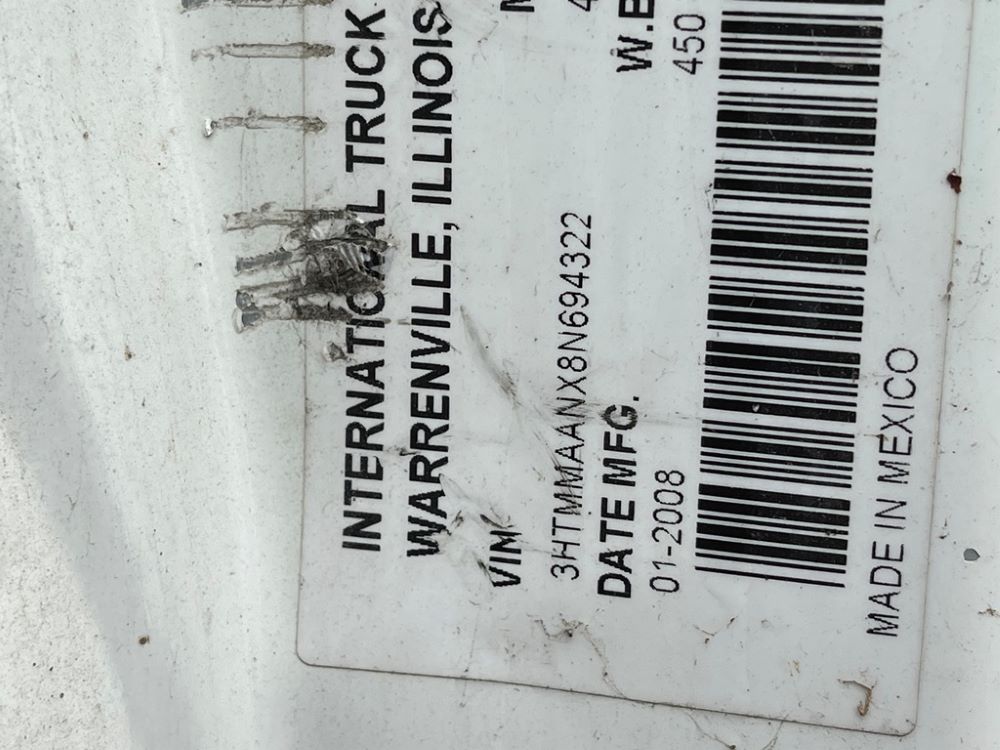 INTERNATIONAL TRUCK
WARRENVILLE, ILLINOIS
VIN
3HTMMAANX8N694322
DATE MFG.
01-2008
W.B
450
MADE IN MEXICO